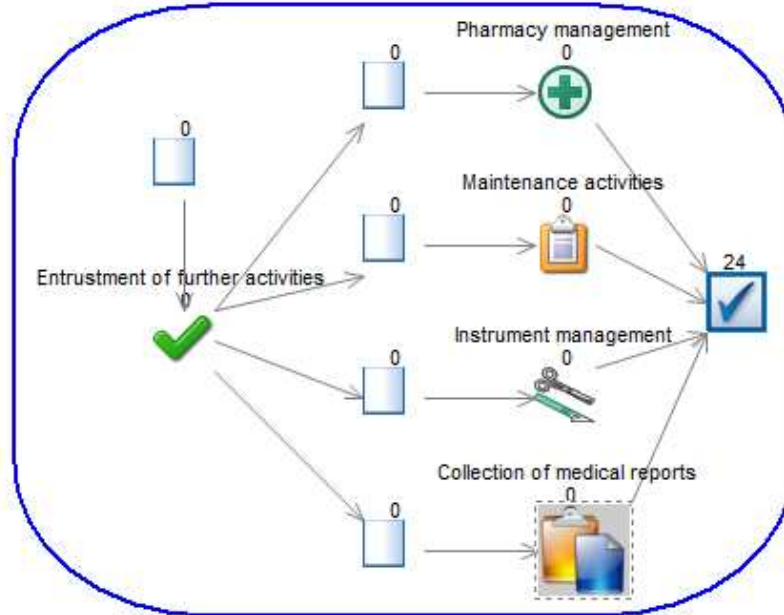 Pharmacy management
0
0
0
Maintenance activities
0
0
24
Entrustment of further activities
0
Instrument management
0
0
Collection of medical reports
0
0